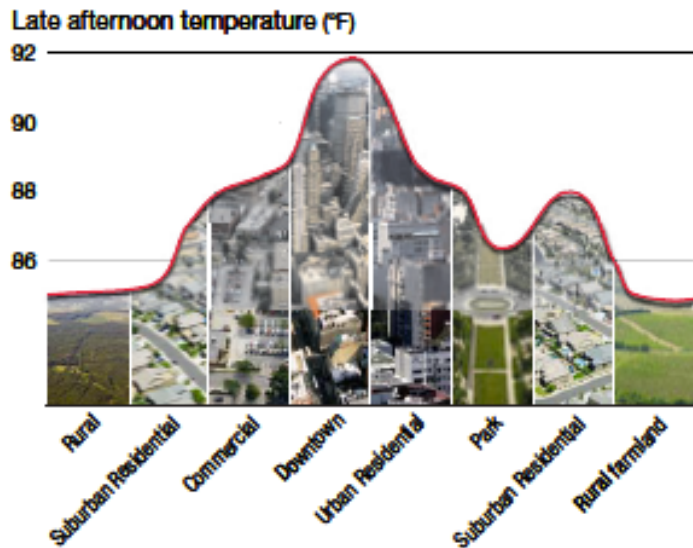 Late afternoon temperature (°F)
92
90
88
86
Rural
Suburban Residential
Commercial
Downtown
Urban Residential
Park
Suburban Residential
Rural farmland